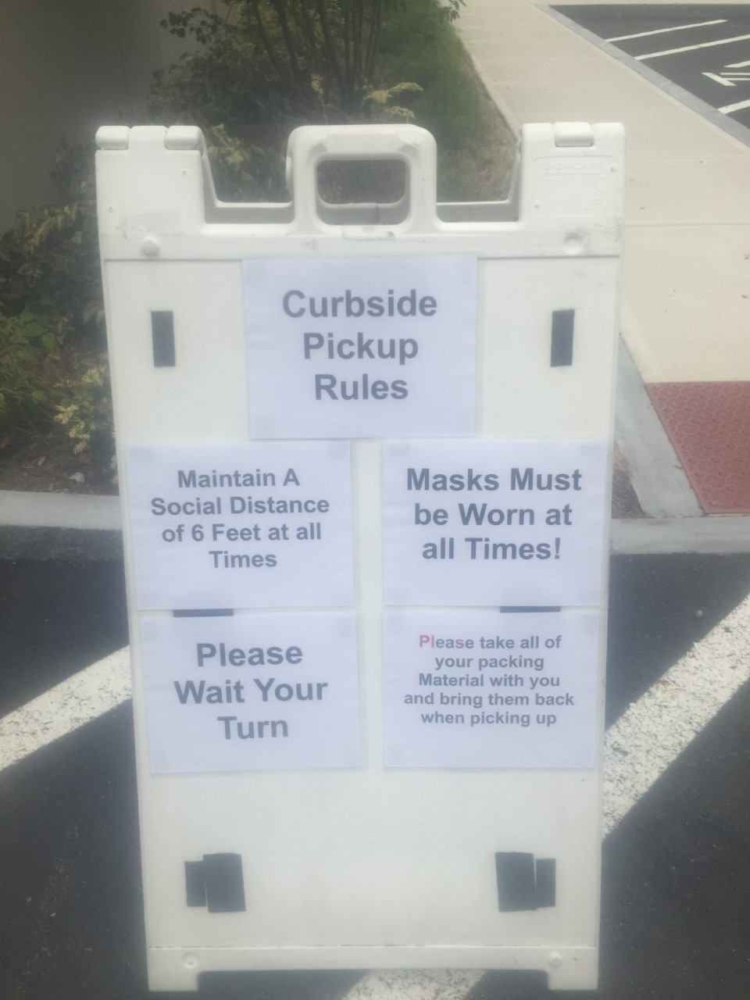 Curbside
Pickup
Rules
Maintain A
Social Distance
of 6 Feet at all
Times
Masks Must
be Worn at
all Times!
Please
Wait Your
Turn
Please take all of
your packing
Material with you
and bring them back
when picking up
SIGNICADE